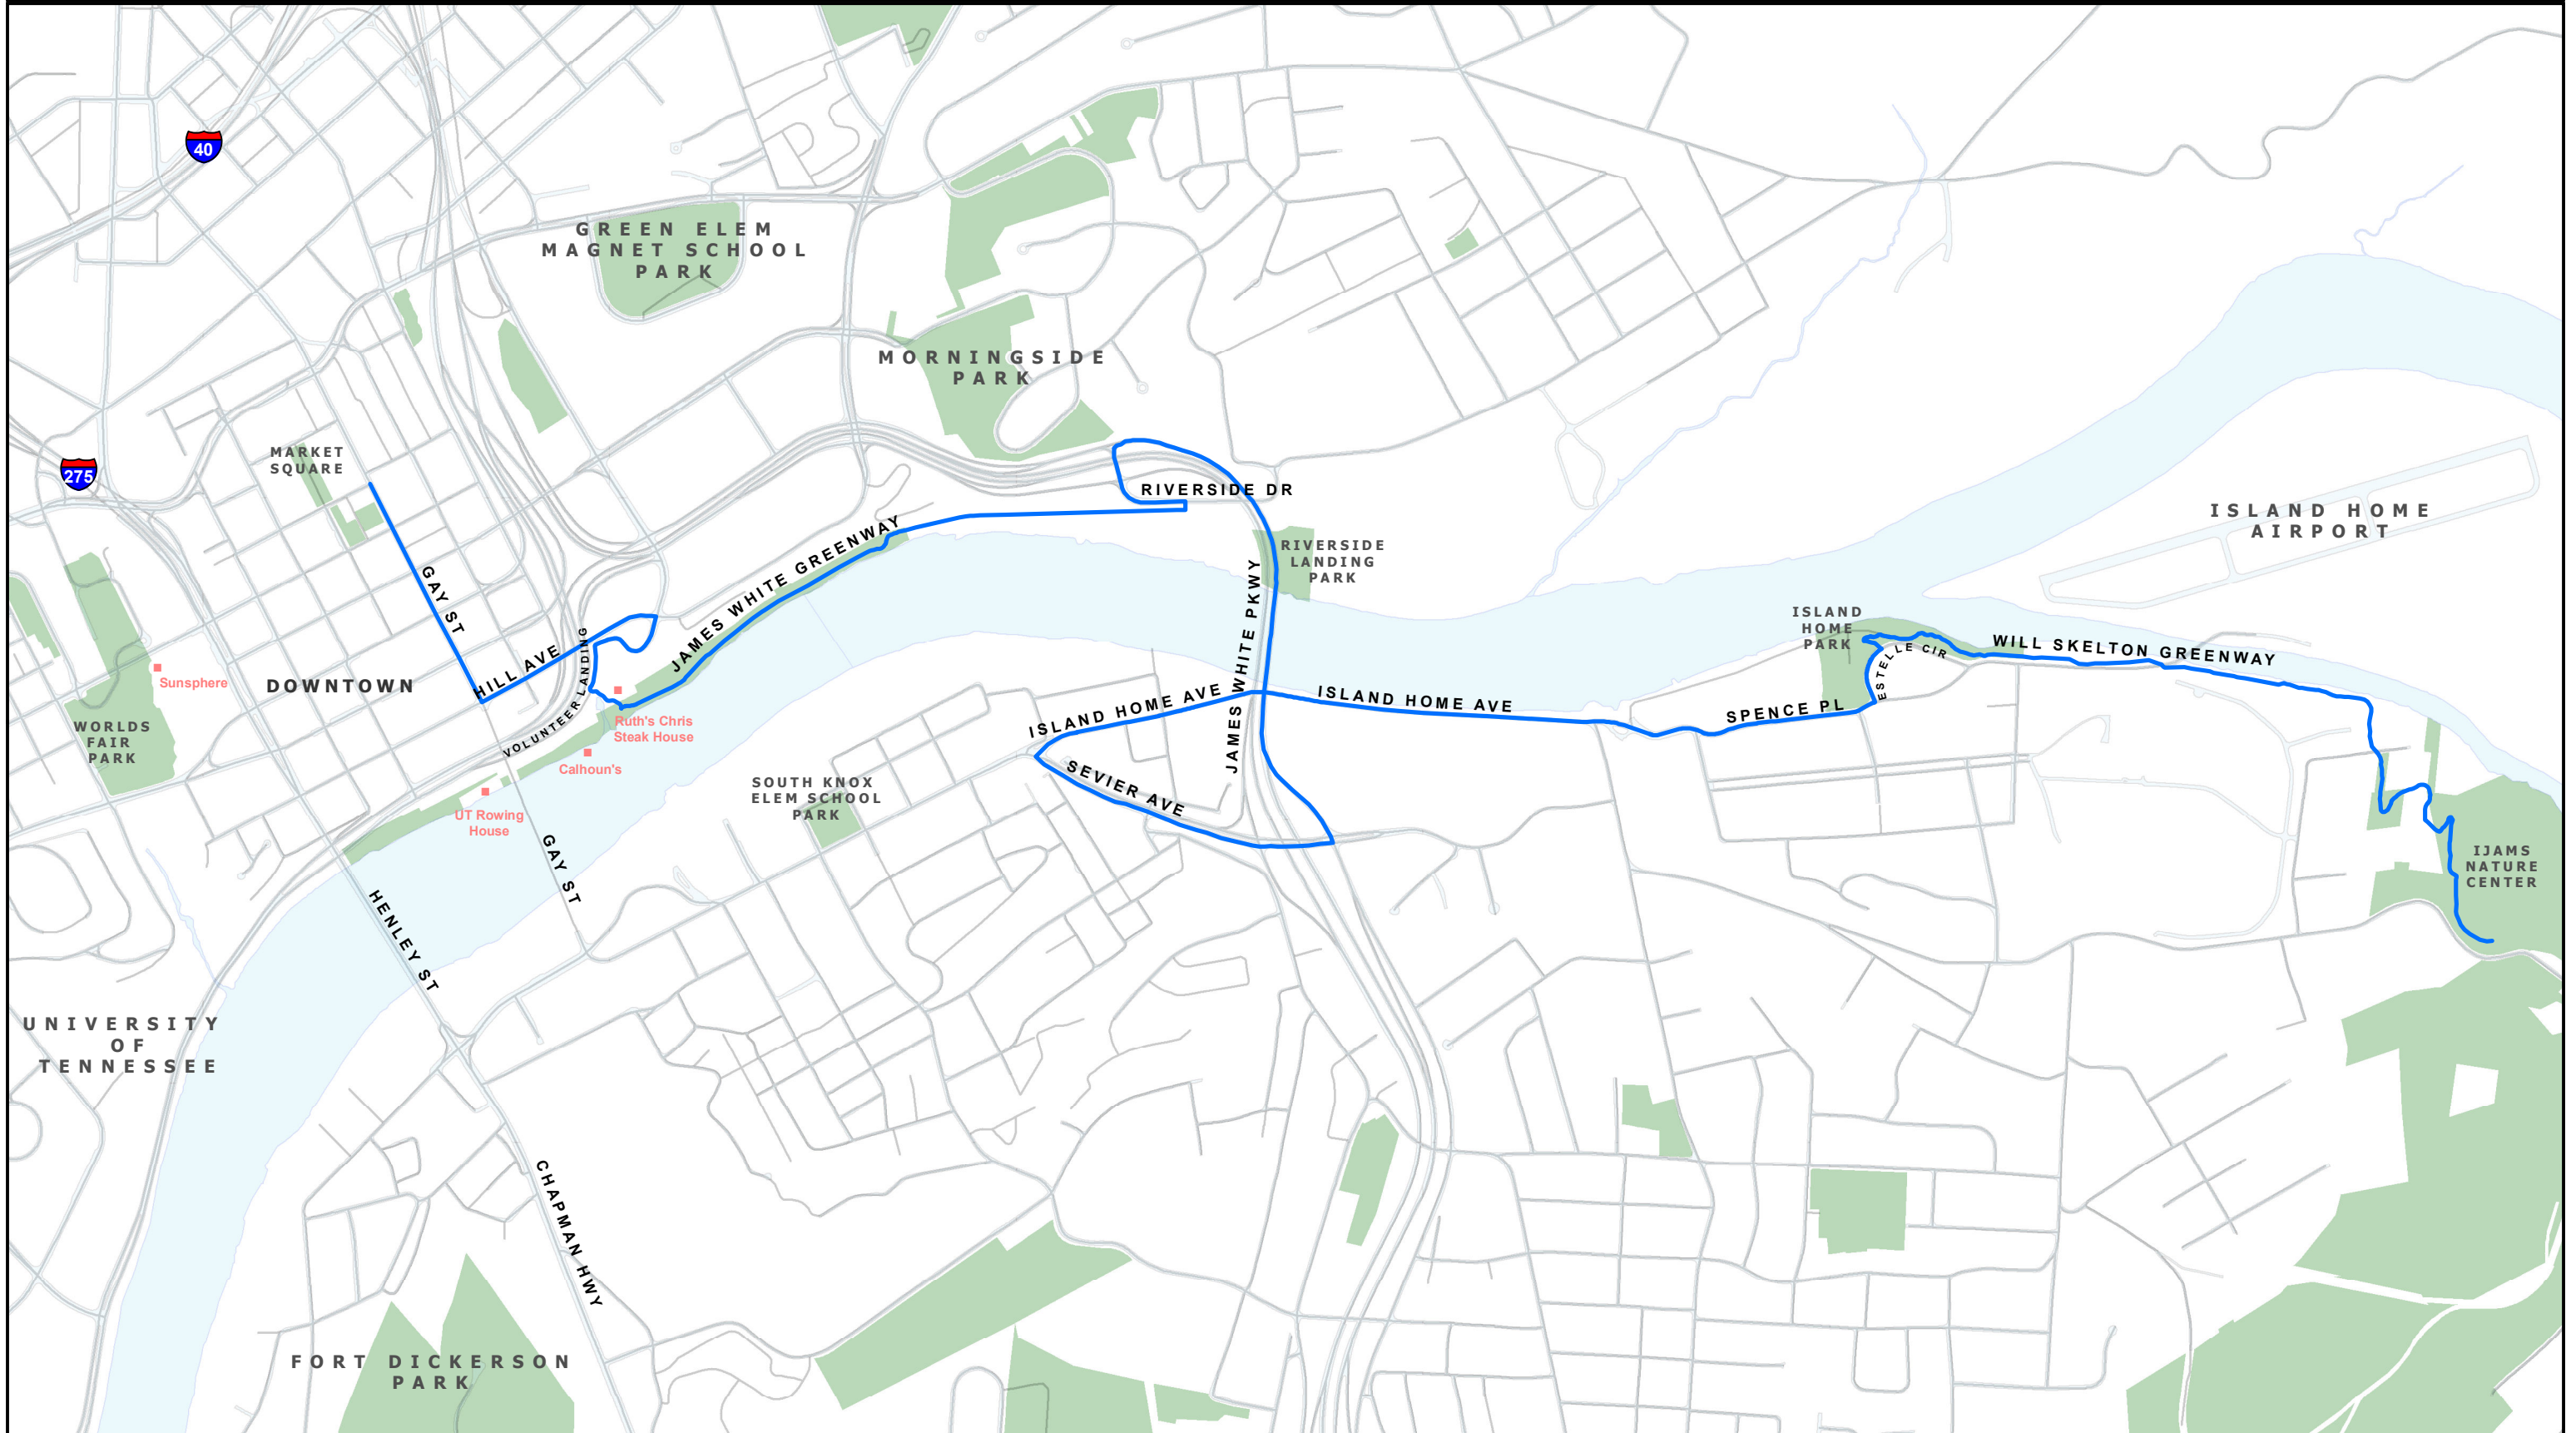 40
GREEN ELEM
MAGNET SCHOOL
PARK
MORNINGSIDE
PARK
MARKET
SQUARE
275
RIVERSIDE DR
ISLAND HOME
AIRPORT
JAMES WHITE GREENWAY
RIVERSIDE
LANDING
PARK
GAY ST
ISLAND
HOME
PARK
WILL SKELTON GREENWAY
ESTELLE CIR
HILL AVE
VOLUNTEER LANDING
JAMES WHITE PKWY
Sunsphere
DOWNTOWN
ISLAND HOME AVE
ISLAND HOME AVE
SPENCE PL
WORLDS
FAIR
PARK
Ruth's Chris
Steak House
Calhoun's
SEVIER AVE
SOUTH KNOX
ELEM SCHOOL
PARK
UT Rowing
House
GAY ST
IJAMS
NATURE
CENTER
HENLEY ST
UNIVERSITY
OF
TENNESSEE
CHAPMAN HWY
FORT DICKERSON
PARK